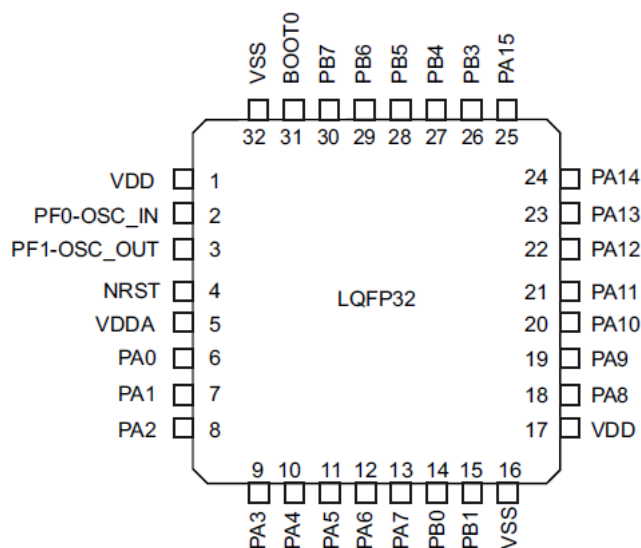 VSS BOOT0 PB7 PB6 PB5 PB4 PB3 PA15
32 31 30 29 28 27 26 25
VDD 1 24 PA14
PF0-OSC_IN 2 23 PA13
PF1-OSC_OUT 3 22 PA12
NRST 4 LQFP32 21 PA11
VDDA 5 20 PA10
PA0 6 19 PA9
PA1 7 18 PA8
PA2 8 17 VDD
9 10 11 12 13 14 15 16
PA3 PA4 PA5 PA6 PA7 PB0 PB1 VSS